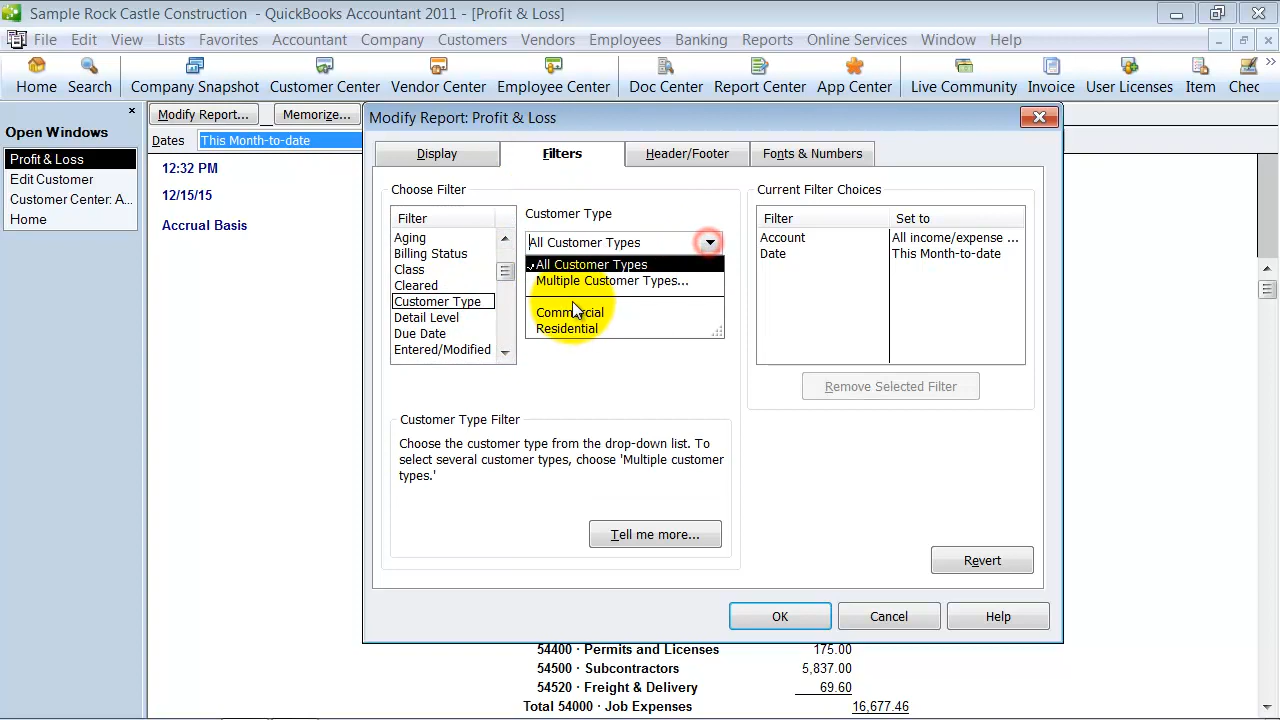 Sample Rock Castle Construction - QuickBooks Accountant 2011 - [Profit & Loss]
File Edit View Lists Favorites Accountant Company Customers Vendors Employees Banking Reports Online Services Window Help
Home Search Company Snapshot Customer Center Vendor Center Employee Center Doc Center Report Center App Center Live Community Invoice User Licenses Item Chec
Open Windows
Profit & Loss
Edit Customer
Customer Center: A...
Home
Modify Report... Memorize...
Dates This Month-to-date
12:32 PM
12/15/15
Accrual Basis
Modify Report: Profit & Loss
Display Filters Header/Footer Fonts & Numbers
Choose Filter
Filter
Aging
Billing Status
Class
Cleared
Customer Type
Detail Level
Due Date
Entered/Modified
Customer Type
All Customer Types
All Customer Types
Multiple Customer Types...
Commercial
Residential
Customer Type Filter
Choose the customer type from the drop-down list. To
select several customer types, choose 'Multiple customer
types.'
Tell me more...
Current Filter Choices
Filter Set to
Account All income/expense ...
Date This Month-to-date
Remove Selected Filter
Revert
OK Cancel Help
54400 · Permits and Licenses 175.00
54500 · Subcontractors 5,837.00
54520 · Freight & Delivery 69.60
Total 54000 · Job Expenses 16,677.46